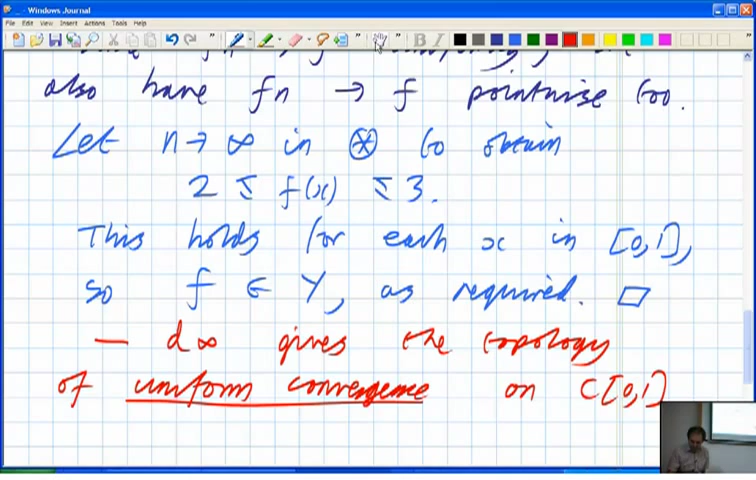 Windows Journal
File Edit View Insert Actions Tools Help
B I
also have fn → f pointwise too.
Let n → ∞ in ⊛ to obtain
2 ≤ f(x) ≤ 3.
This holds for each x in [0,1],
so f ∈ Y, as required. □
— d∞ gives the topology
of uniform convergence on C[0,1]